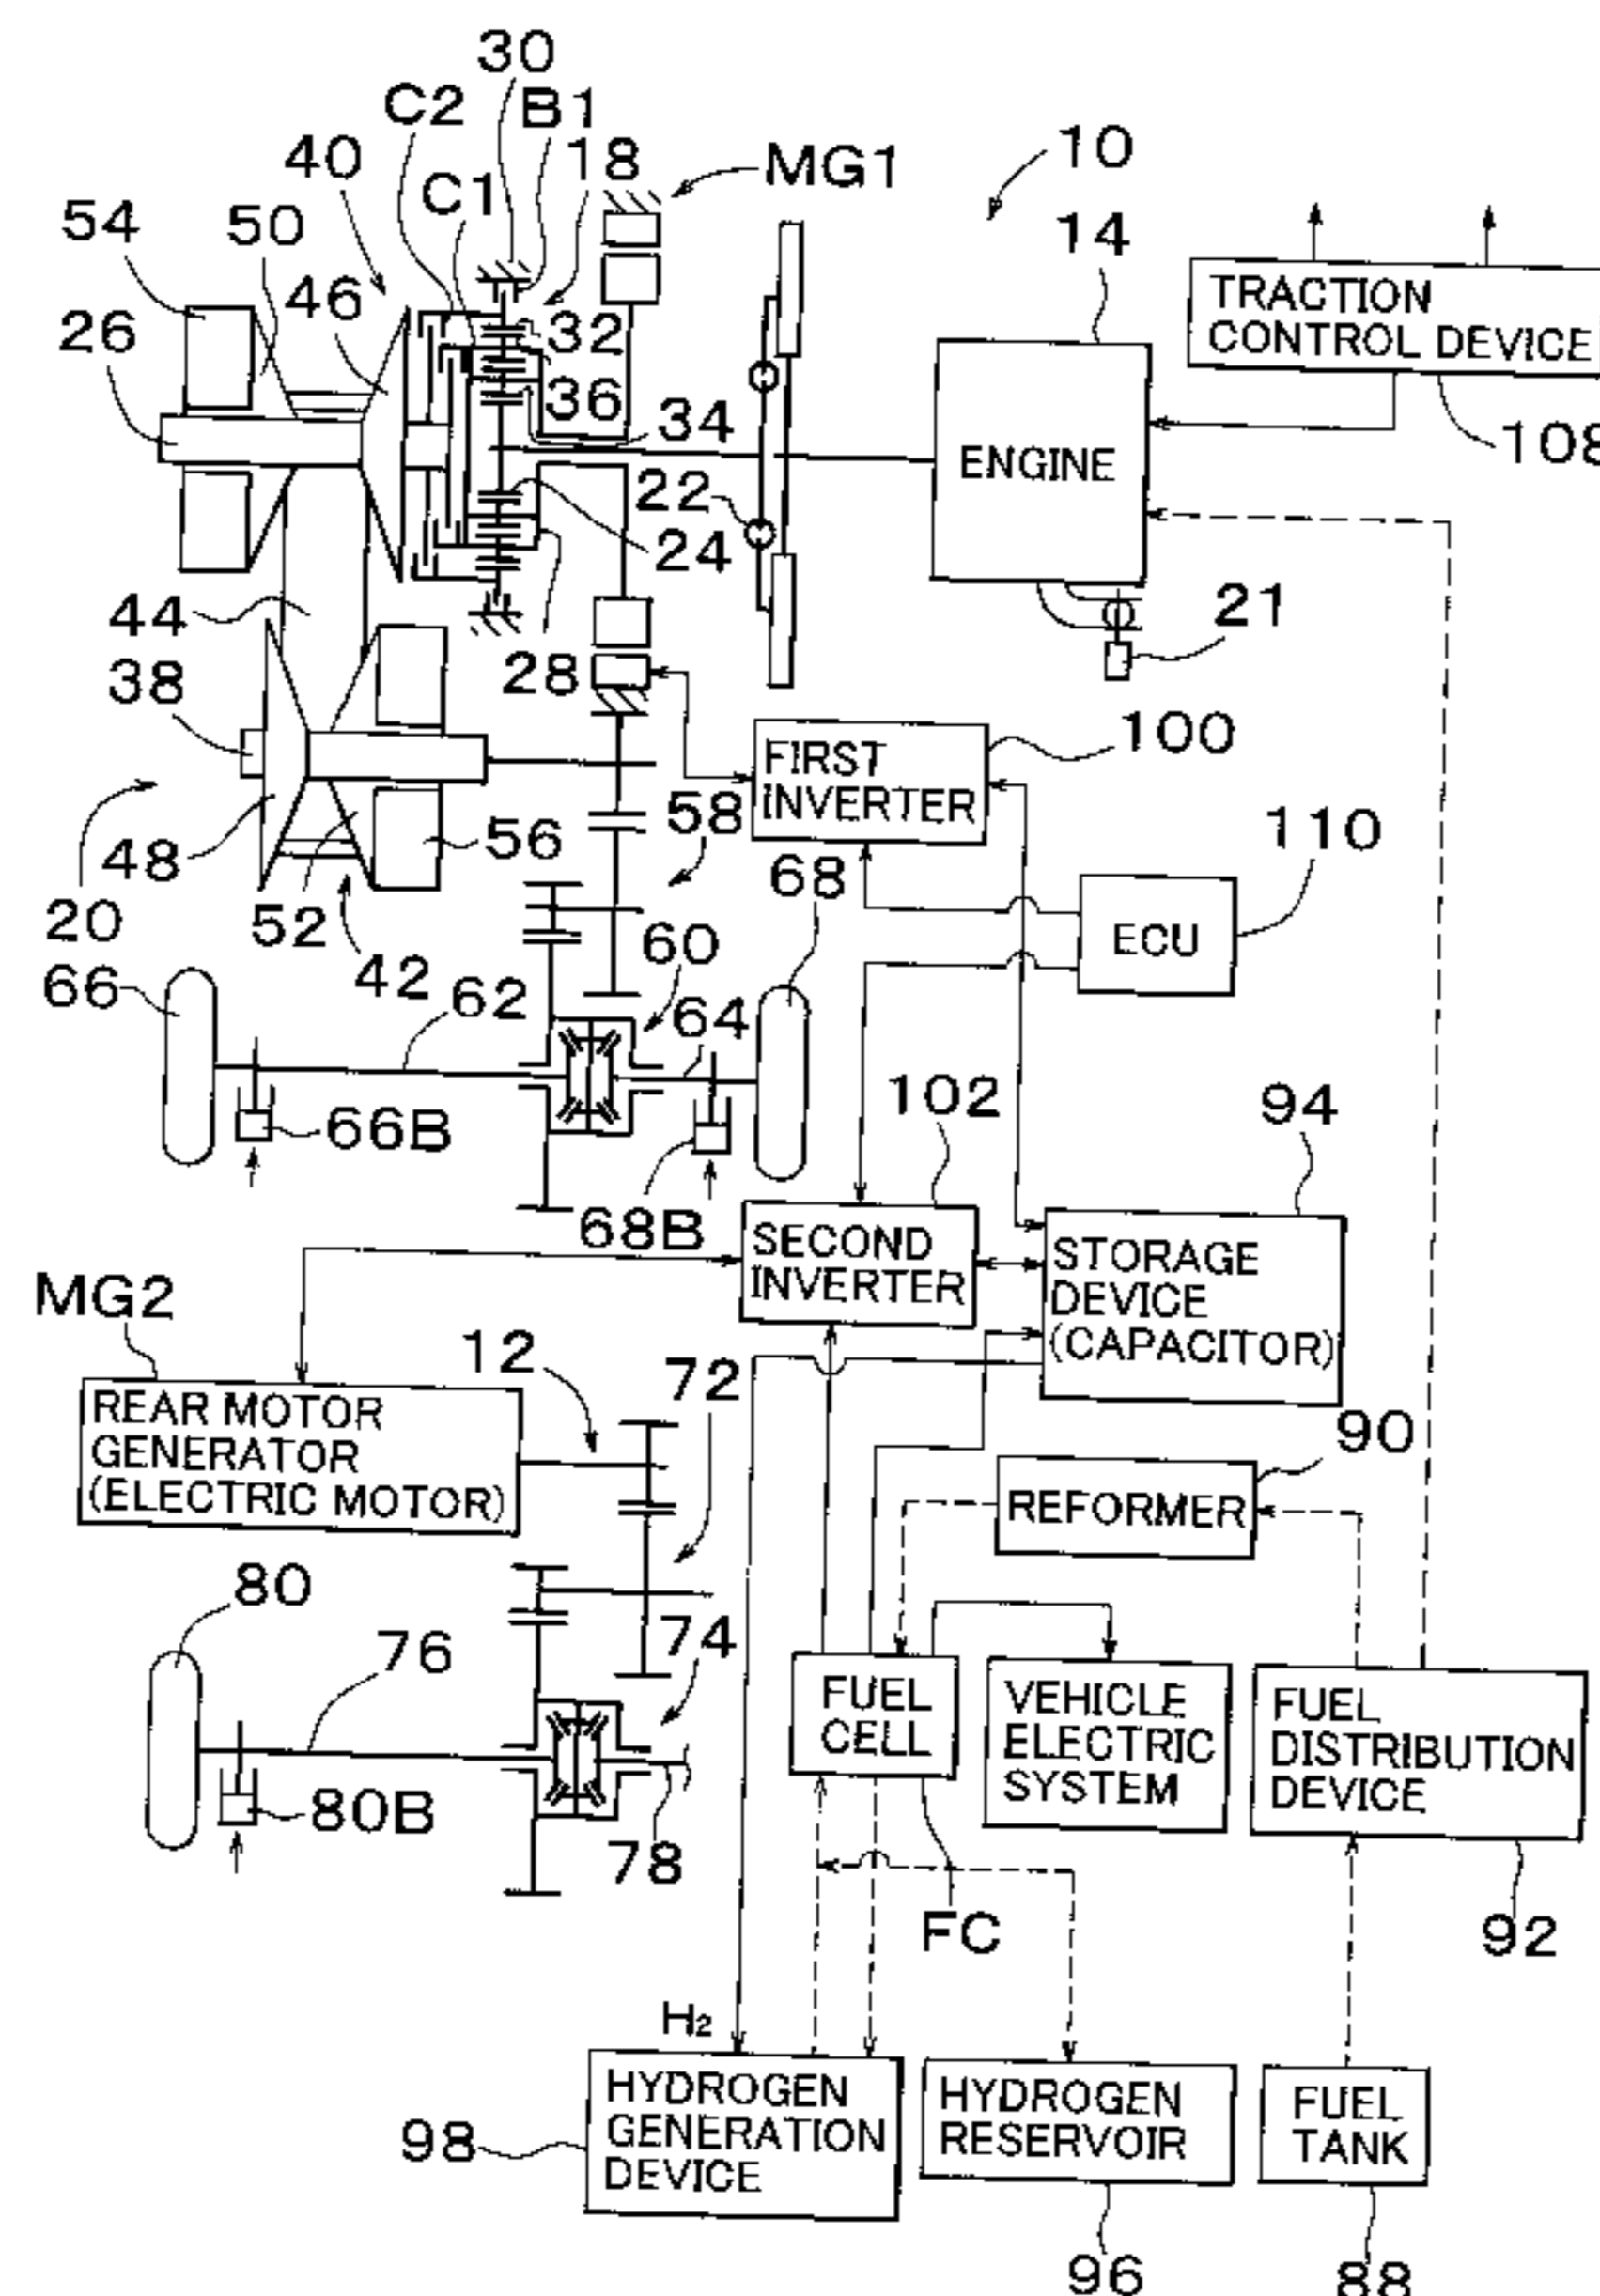 30
C2
B1
40
18
MG1
10
C1
14
54
50
46
26
32
36
34
TRACTION
CONTROL DEVICE
108
ENGINE
22
24
44
28
21
38
FIRST
INVERTER
100
58
110
20
48
52
56
42
68
ECU
60
66
62
64
66B
68B
102
94
SECOND
INVERTER
STORAGE
DEVICE
(CAPACITOR)
MG2
12
72
REAR MOTOR
GENERATOR
(ELECTRIC MOTOR)
90
REFORMER
80
76
74
FUEL
CELL
VEHICLE
ELECTRIC
SYSTEM
FUEL
DISTRIBUTION
DEVICE
80B
78
FC
92
H2
HYDROGEN
GENERATION
DEVICE
98
HYDROGEN
RESERVOIR
FUEL
TANK
96
88